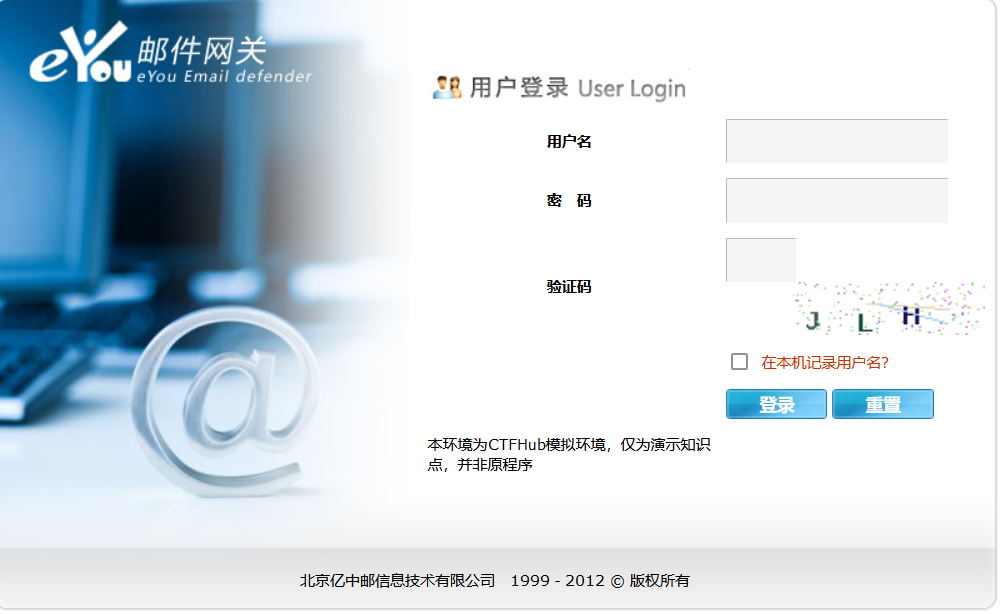 eYou 邮件网关
eYou Email defender
用户登录 User Login
用户名
密 码
验证码
J L H
在本机记录用户名?
登录 重置
本环境为CTFHub模拟环境，仅为演示知识
点，并非原程序
北京亿中邮信息技术有限公司 1999 - 2012 © 版权所有